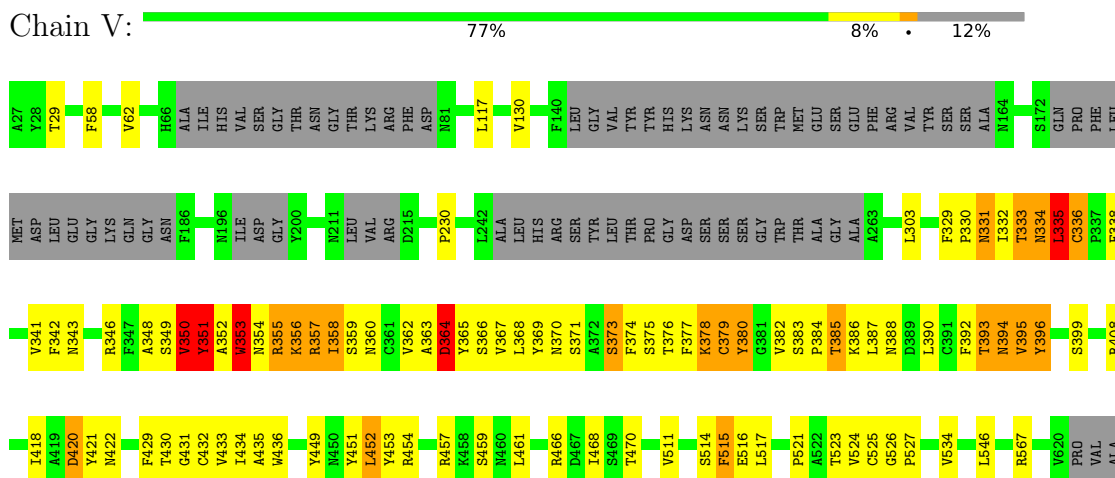 Chain V:
77% 8% • 12%
A27 Y28 T29 F58 V62 H66 ALA ILE HIS VAL SER GLY THR ASN GLY THR LYS ARG PHE ASP N81 L117 V130 F140 LEU GLY VAL TYR TYR HIS LYS ASN ASN LYS SER TRP MET GLU SER GLU PHE ARG VAL TYR SER SER ALA N164 S172 GLN PRO PHE LEU
MET ASP LEU GLU GLY LYS GLN GLY ASN F186 N196 ILE ASP GLY Y200 N211 LEU VAL ARG D215 P230 L242 ALA LEU HIS ARG SER TYR LEU THR PRO GLY ASP SER SER SER GLY TRP THR ALA GLY ALA A263 L303 F329 P330 N331 I332 T333 N334 L335 C336 P337 F338
V341 F342 N343 R346 F347 A348 S349 V350 Y351 A352 W353 N354 R355 K356 R357 I358 S359 N360 C361 V362 A363 D364 Y365 S366 V367 L368 Y369 N370 S371 A372 S373 F374 S375 T376 F377 K378 C379 Y380 G381 V382 S383 P384 T385 K386 L387 N388 D389 L390 C391 F392 T393 N394 V395 Y396 S399 R408
I418 A419 D420 Y421 N422 F429 T430 G431 C432 V433 I434 A435 W436 Y449 N450 Y451 L452 Y453 R454 R457 K458 S459 N460 L461 R466 D467 I468 S469 T470 V511 S514 F515 E516 L517 P521 A522 T523 V524 C525 G526 P527 V534 L546 R567 V620 PRO VAL ALA